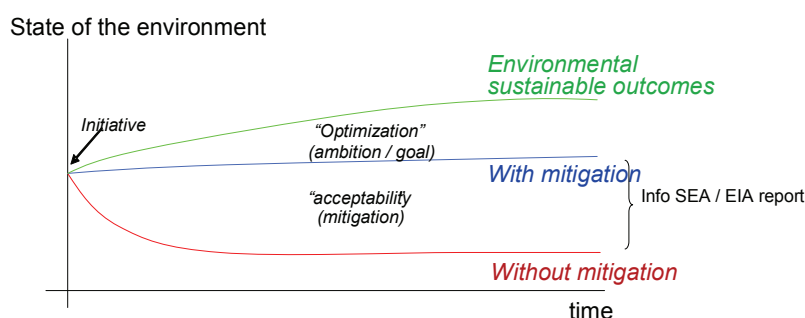 State of the environment
Environmental
sustainable outcomes
Initiative
“Optimization”
(ambition / goal)
With mitigation
“acceptability
(mitigation)
Info SEA / EIA report
Without mitigation
time